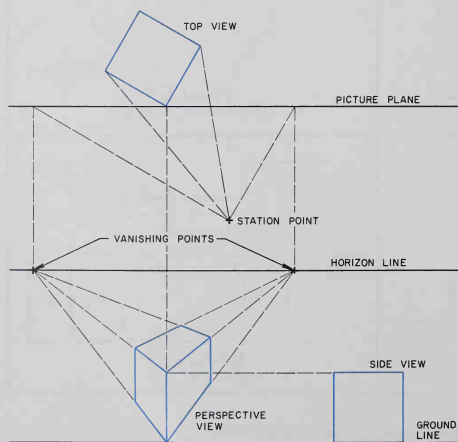 TOP VIEW
PICTURE PLANE
STATION POINT
VANISHING POINTS
HORIZON LINE
SIDE VIEW
PERSPECTIVE
VIEW
GROUND
LINE